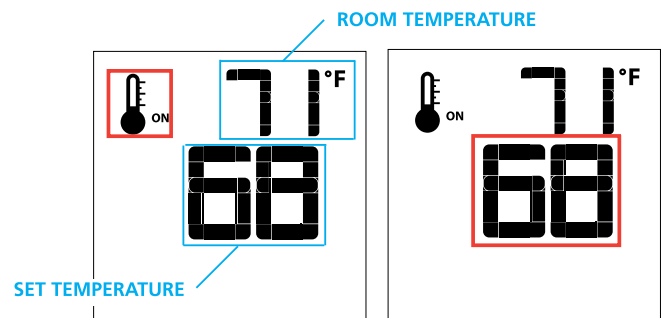 ROOM TEMPERATURE
71 °F
ON
68
SET TEMPERATURE
71 °F
ON
68